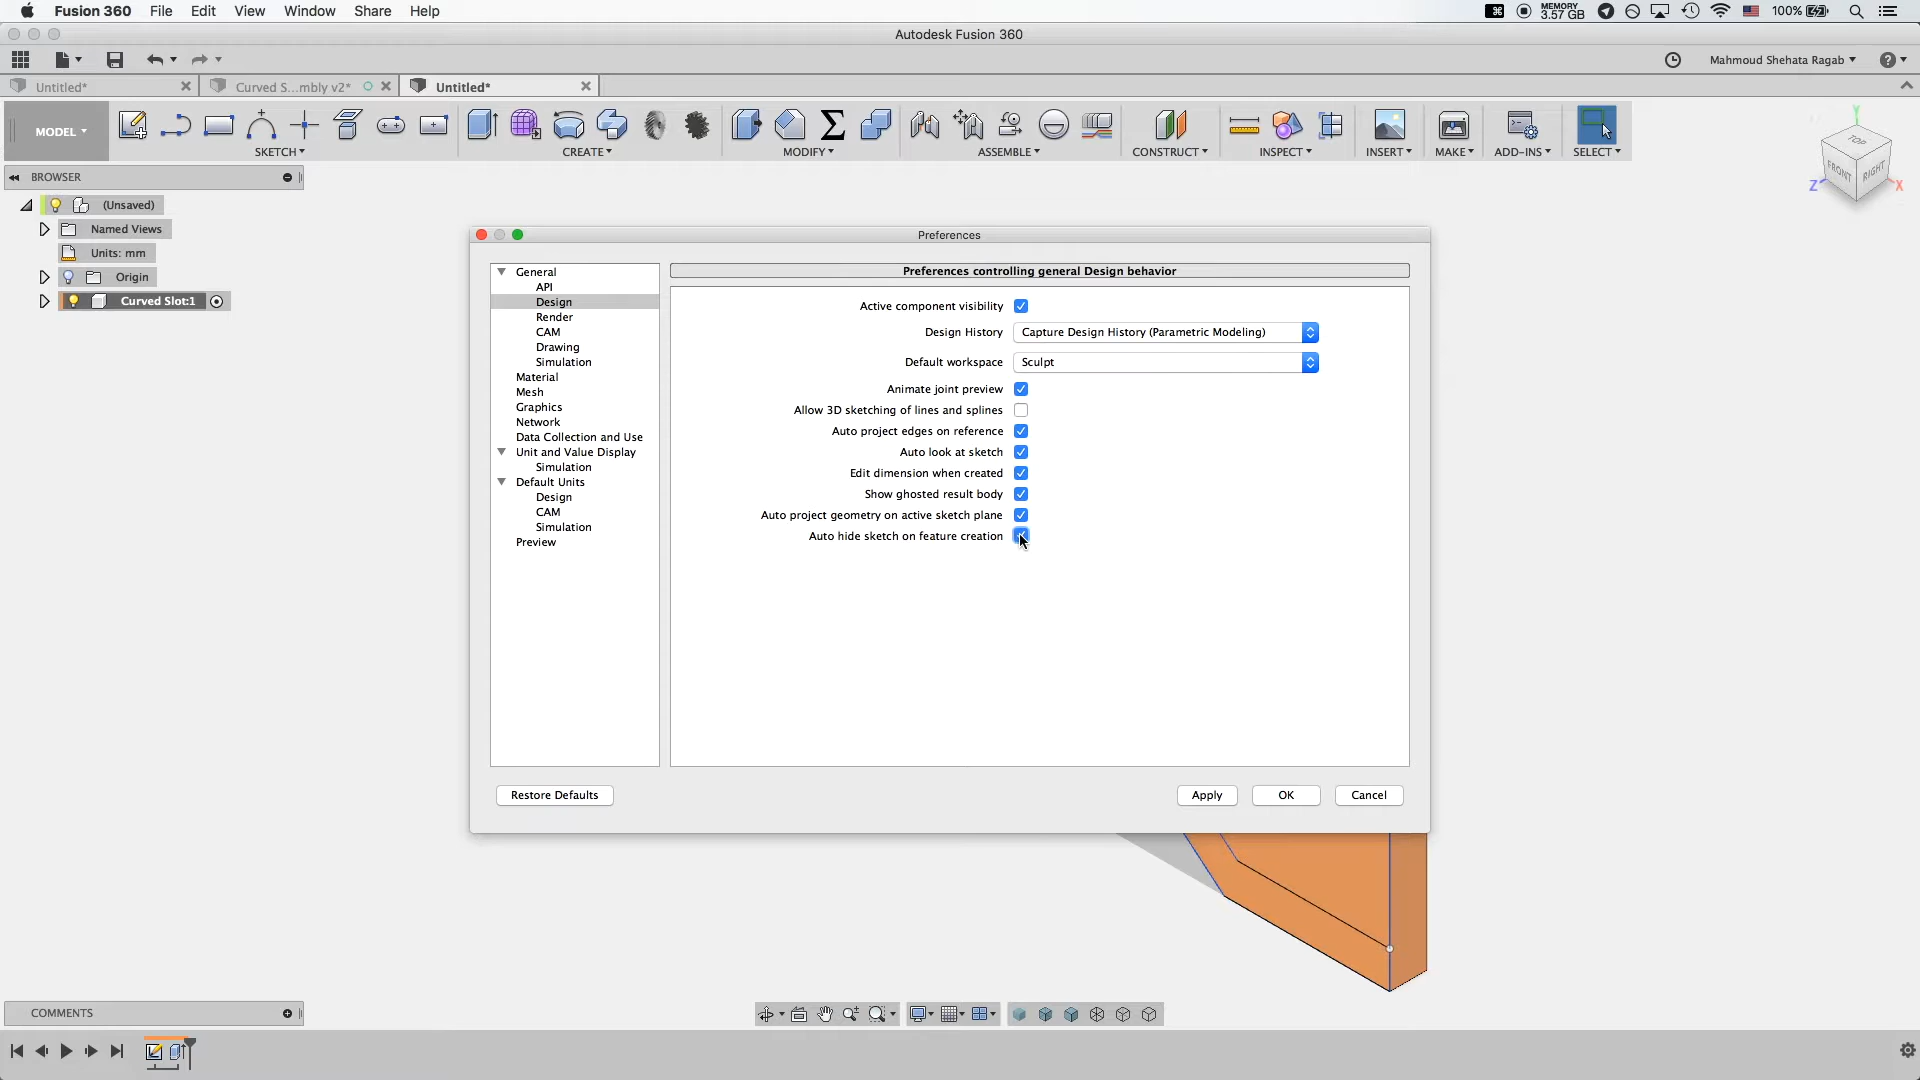 Fusion 360 File Edit View Window Share Help
MEMORY
3.57 GB
100%
Autodesk Fusion 360
Mahmoud Shehata Ragab
Untitled*
Curved S...mbly v2*
Untitled*
MODEL
SKETCH
CREATE
MODIFY
ASSEMBLE
CONSTRUCT
INSPECT
INSERT
MAKE
ADD-INS
SELECT
TOP
FRONT
RIGHT
Y
Z
X
BROWSER
(Unsaved)
Named Views
Units: mm
Origin
Curved Slot:1
Preferences
General
API
Design
Render
CAM
Drawing
Simulation
Material
Mesh
Graphics
Network
Data Collection and Use
Unit and Value Display
Simulation
Default Units
Design
CAM
Simulation
Preview
Preferences controlling general Design behavior
Active component visibility
Design History Capture Design History (Parametric Modeling)
Default workspace Sculpt
Animate joint preview
Allow 3D sketching of lines and splines
Auto project edges on reference
Auto look at sketch
Edit dimension when created
Show ghosted result body
Auto project geometry on active sketch plane
Auto hide sketch on feature creation
Restore Defaults
Apply
OK
Cancel
COMMENTS